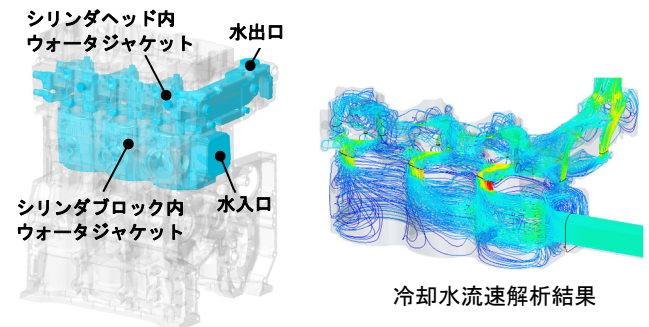 シリンダヘッド内
ウォータジャケット
水出口
シリンダブロック内
ウォータジャケット
水入口
冷却水流速解析結果